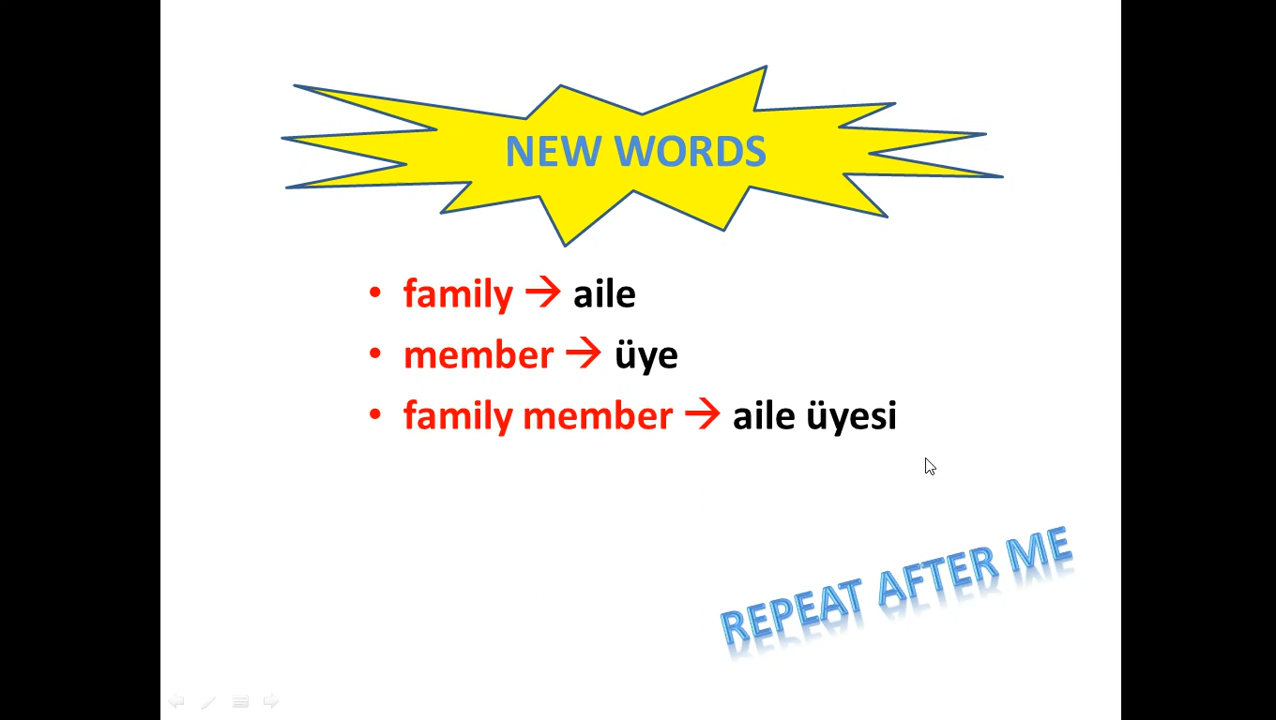 NEW WORDS
• family → aile
• member → üye
• family member → aile üyesi
REPEAT AFTER ME